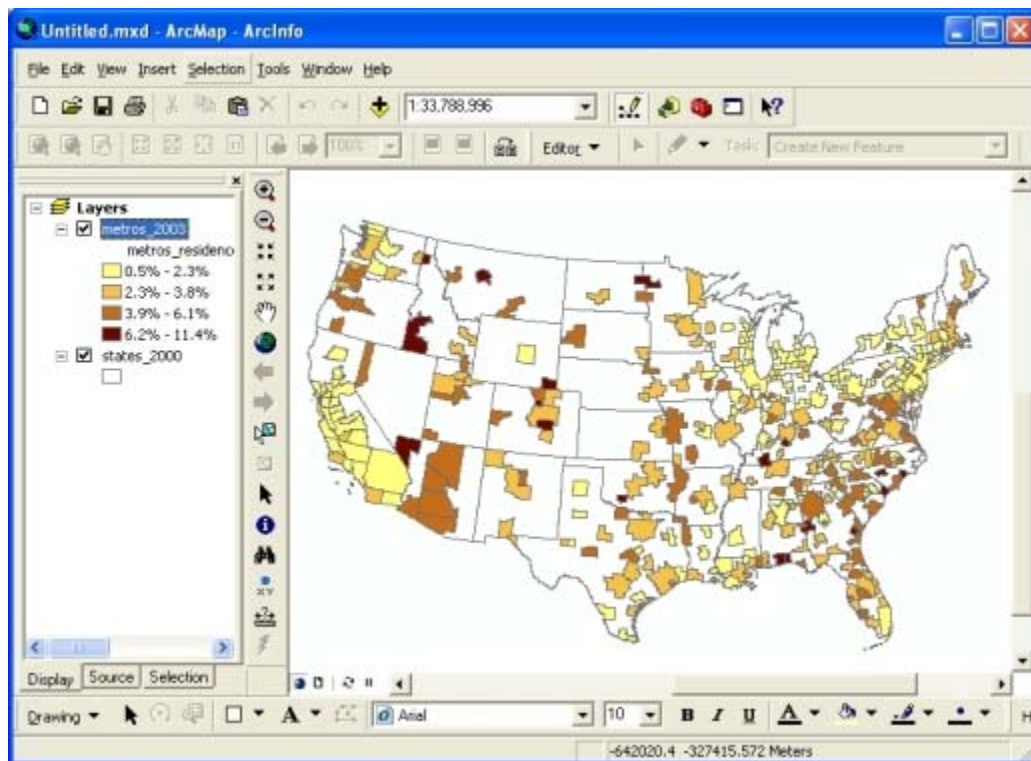 Untitled.mxd - ArcMap - ArcInfo
File Edit View Insert Selection Tools Window Help
1:33,788,996
100% Editor Task: Create New Feature
Layers
metros_2003
metros_residenc
0.5% - 2.3%
2.3% - 3.8%
3.9% - 6.1%
6.2% - 11.4%
states_2000
Display Source Selection
Drawing A Arial 10 B I U A
-642020.4 -327415.572 Meters